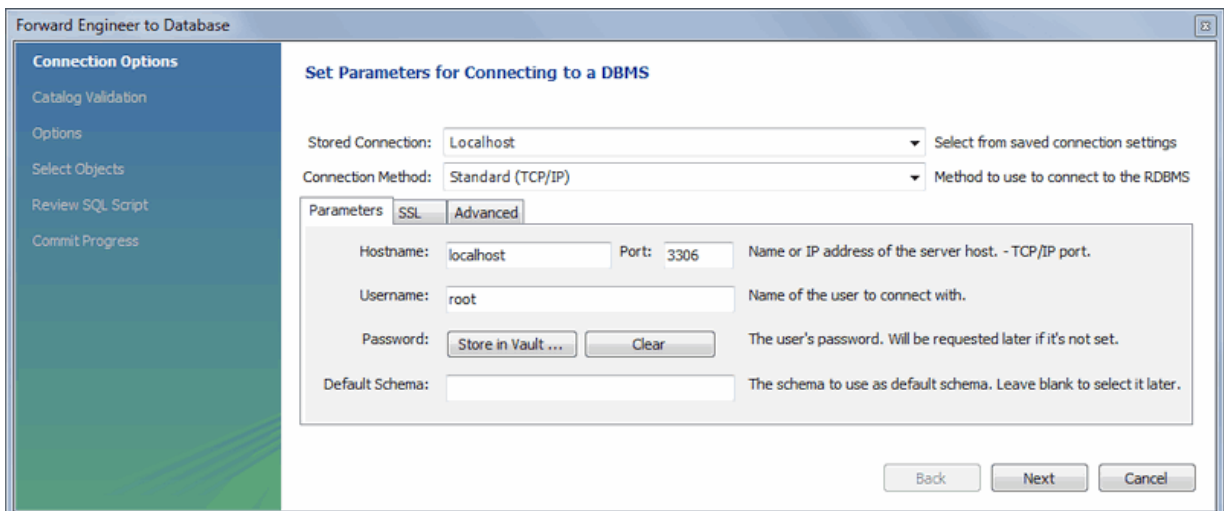 Forward Engineer to Database
Connection Options
Catalog Validation
Options
Select Objects
Review SQL Script
Commit Progress
Set Parameters for Connecting to a DBMS
Stored Connection: Localhost Select from saved connection settings
Connection Method: Standard (TCP/IP) Method to use to connect to the RDBMS
Parameters SSL Advanced
Hostname: localhost Port: 3306 Name or IP address of the server host. - TCP/IP port.
Username: root Name of the user to connect with.
Password: Store in Vault ... Clear The user's password. Will be requested later if it's not set.
Default Schema: The schema to use as default schema. Leave blank to select it later.
Back Next Cancel